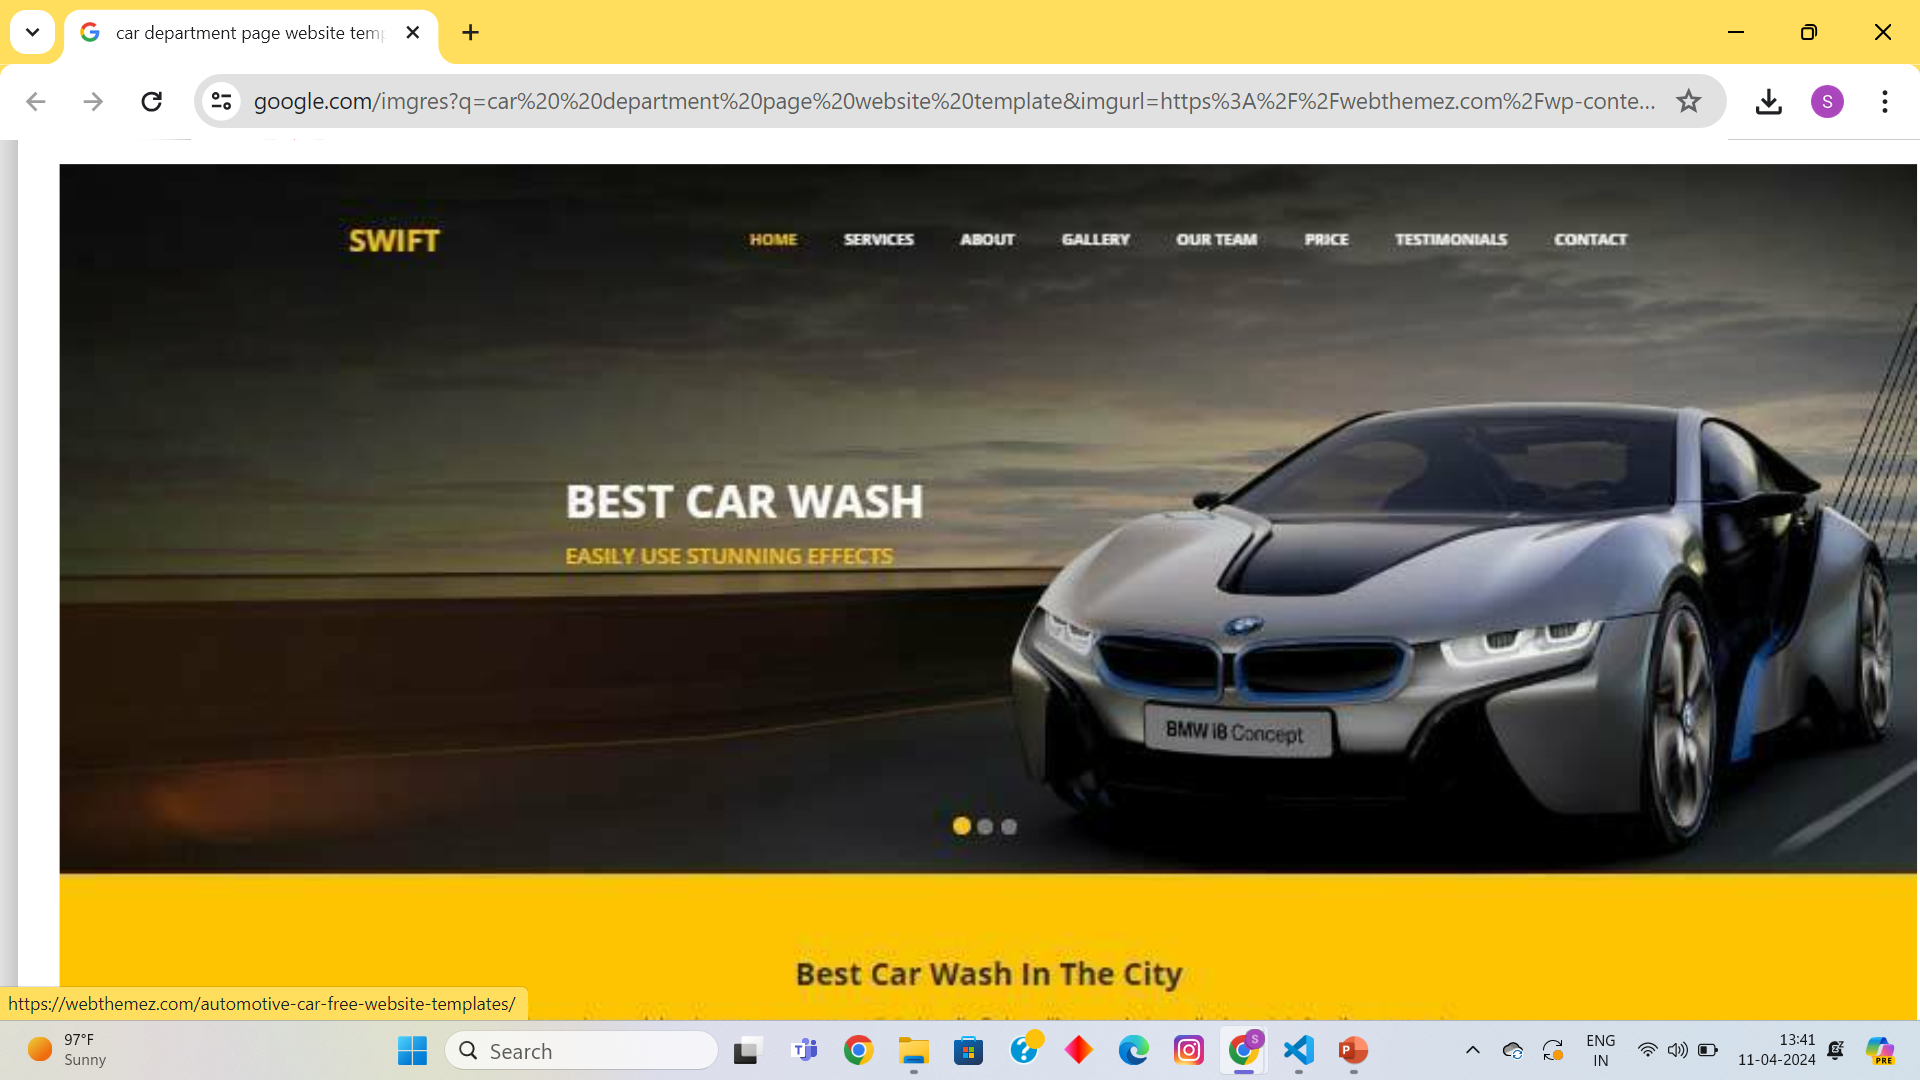 car department page website tem
google.com/imgres?q=car%20%20department%20page%20website%20template&imgurl=https%3A%2F%2Fwebthemez.com%2Fwp-conte...
S
SWIFT
HOME SERVICES ABOUT GALLERY OUR TEAM PRICE TESTIMONIALS CONTACT
BEST CAR WASH
EASILY USE STUNNING EFFECTS
BMW i8 Concept
Best Car Wash In The City
https://webthemez.com/automotive-car-free-website-templates/
97°F
Sunny
Search
S
ENG
IN
13:41
11-04-2024
PRE